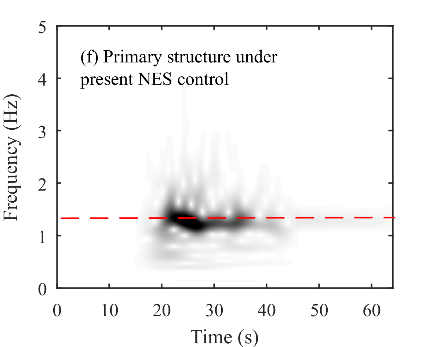 (f) Primary structure under
present NES control
Frequency (Hz)
5
4
3
2
1
0
0 10 20 30 40 50 60
Time (s)